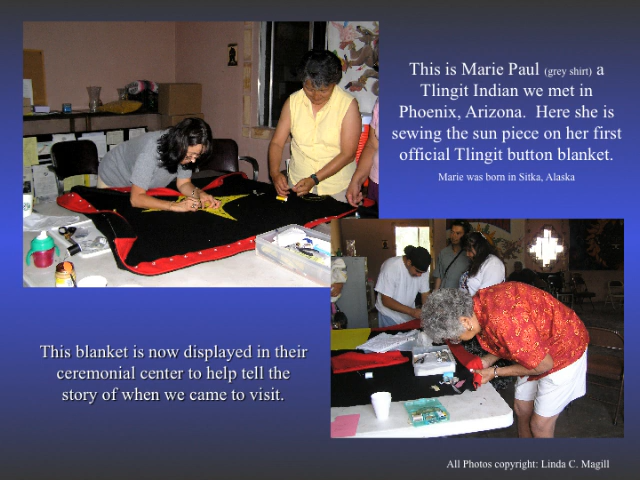 This is Marie Paul (grey shirt) a
Tlingit Indian we met in
Phoenix, Arizona.  Here she is
sewing the sun piece on her first
official Tlingit button blanket.
Marie was born in Sitka, Alaska
This blanket is now displayed in their
ceremonial center to help tell the
story of when we came to visit.
All Photos copyright: Linda C. Magill